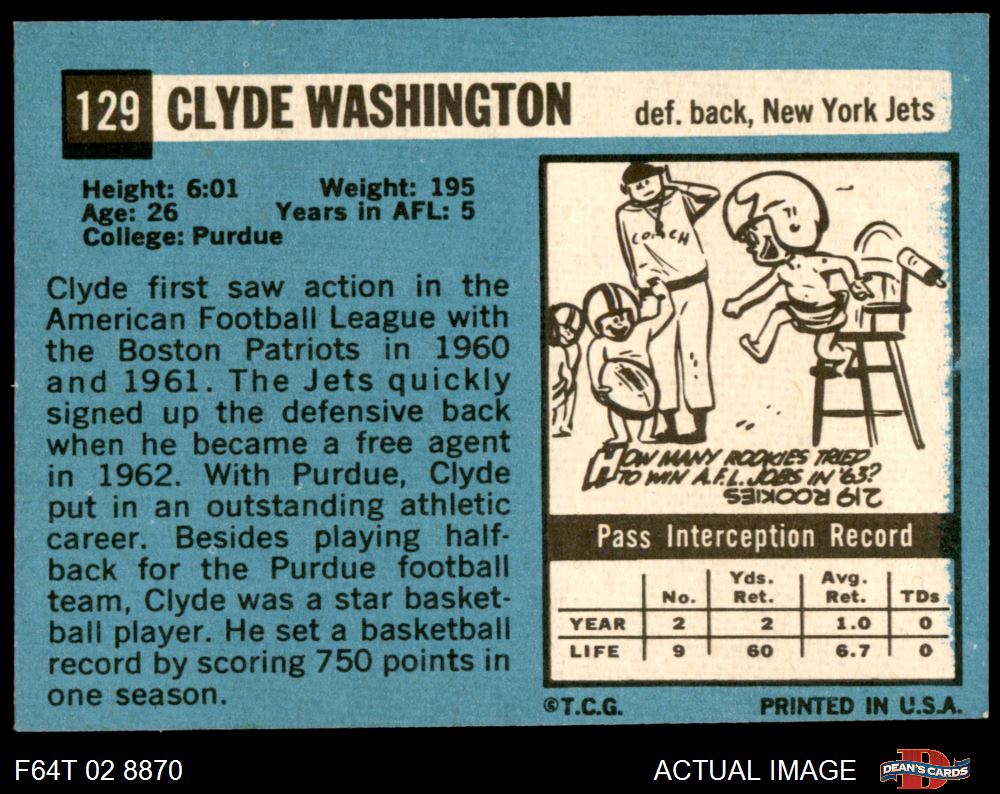 129 CLYDE WASHINGTON def. back, New York Jets
Height: 6:01 Weight: 195
Age: 26 Years in AFL: 5
College: Purdue
Clyde first saw action in the
American Football League with
the Boston Patriots in 1960
and 1961. The Jets quickly
signed up the defensive back
when he became a free agent
in 1962. With Purdue, Clyde
put in an outstanding athletic
career. Besides playing half-
back for the Purdue football
team, Clyde was a star basket-
ball player. He set a basketball
record by scoring 750 points in
one season.
COACH
HOW MANY ROOKIES TRIED
TO WIN A.F.L. JOBS IN '63?
219 ROOKIES
Pass Interception Record
No. Yds. Ret. Avg. Ret. TDs
YEAR 2 2 1.0 0
LIFE 9 60 6.7 0
©T.C.G. PRINTED IN U.S.A.
F64T 02 8870 ACTUAL IMAGE DEAN'S CARDS